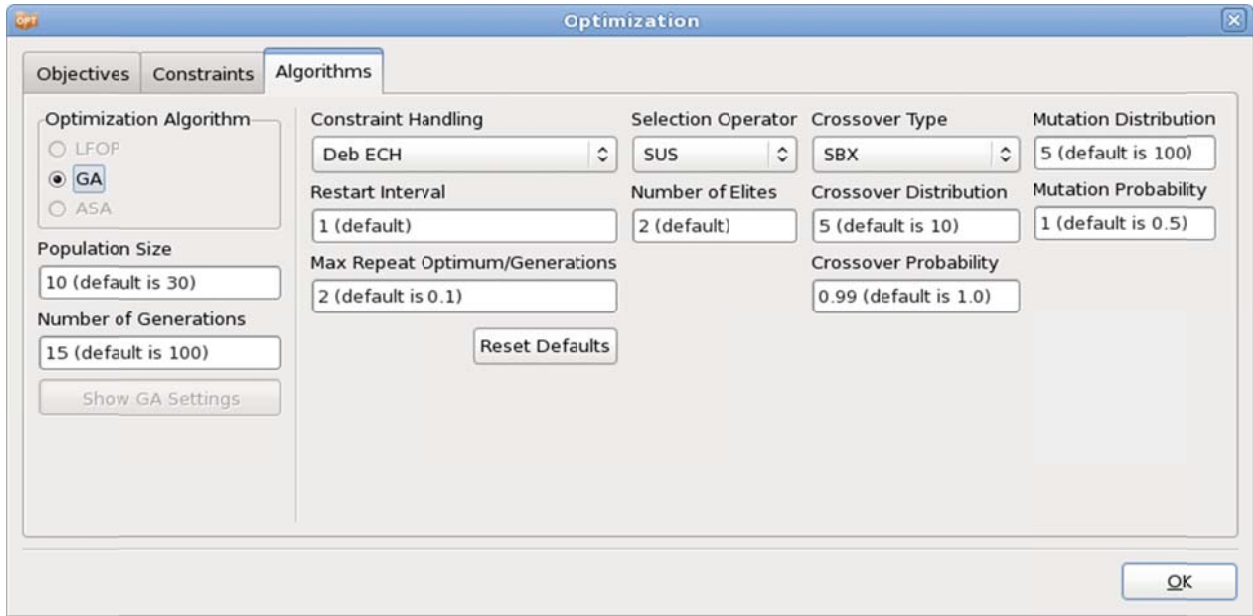 OPT
Optimization
Objectives
Constraints
Algorithms
Optimization Algorithm
LFOP
GA
ASA
Population Size
10 (default is 30)
Number of Generations
15 (default is 100)
Show GA Settings
Constraint Handling
Deb ECH
Restart Interval
1 (default)
Max Repeat Optimum/Generations
2 (default is 0.1)
Reset Defaults
Selection Operator
SUS
Number of Elites
2 (default)
Crossover Type
SBX
Crossover Distribution
5 (default is 10)
Crossover Probability
0.99 (default is 1.0)
Mutation Distribution
5 (default is 100)
Mutation Probability
1 (default is 0.5)
OK